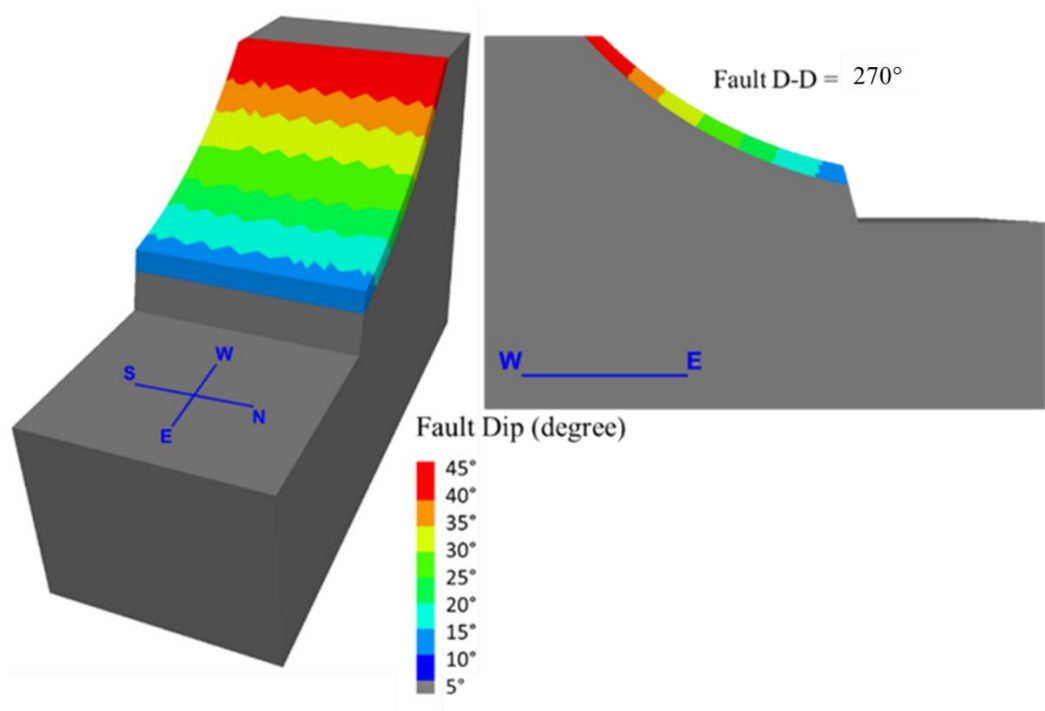 Fault D-D = 270°
W
S
N
E
W E
Fault Dip (degree)
45°
40°
35°
30°
25°
20°
15°
10°
5°